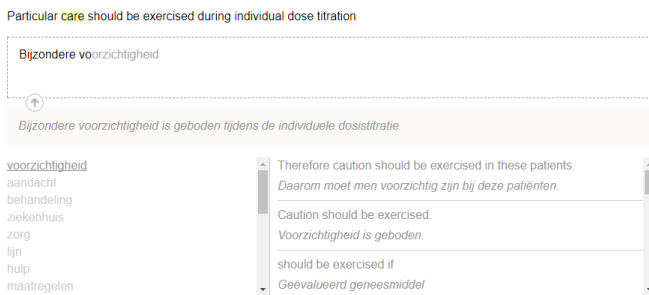 Particular care should be exercised during individual dose titration
Bijzondere voorzichtigheid
Bijzondere voorzichtigheid is geboden tijdens de individuele dosistitratie
voorzichtigheid
aandacht
behandeling
ziekenhuis
zorg
lijn
hulp
maatregelen
Therefore caution should be exercised in these patients.
Daarom moet men voorzichtig zijn bij deze patiënten.
Caution should be exercised.
Voorzichtigheid is geboden.
should be exercised if
Geëvalueerd geneesmiddel